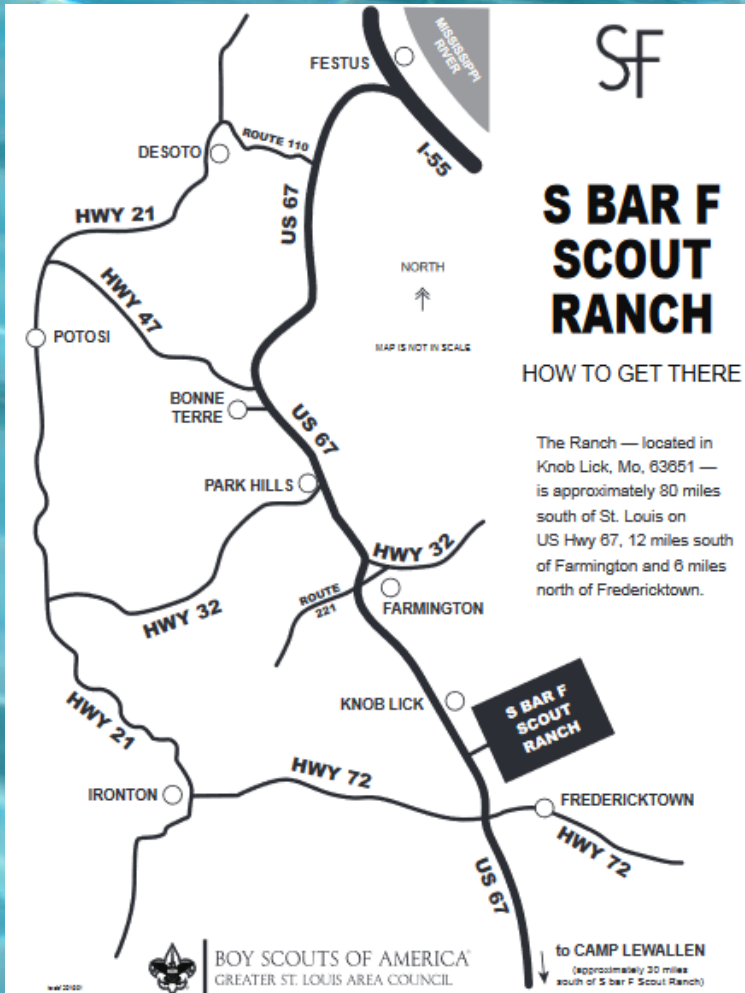 SF
S BAR F
SCOUT
RANCH
HOW TO GET THERE
The Ranch — located in
Knob Lick, Mo, 63651 —
is approximately 80 miles
south of St. Louis on
US Hwy 67, 12 miles south
of Farmington and 6 miles
north of Fredericktown.
FESTUS
MISSISSIPPI
RIVER
I-55
ROUTE 110
DESOTO
US 67
HWY 21
NORTH
HWY 47
POTOSI
MAP IS NOT IN SCALE
BONNE
TERRE
US 67
PARK HILLS
HWY 32
HWY 32
ROUTE
221
FARMINGTON
KNOB LICK
S BAR F
SCOUT
RANCH
HWY 21
HWY 72
IRONTON
FREDERICKTOWN
HWY 72
US 67
to CAMP LEWALLEN
(approximately 30 miles
south of S bar F Scout Ranch)
BOY SCOUTS OF AMERICA
GREATER ST. LOUIS AREA COUNCIL